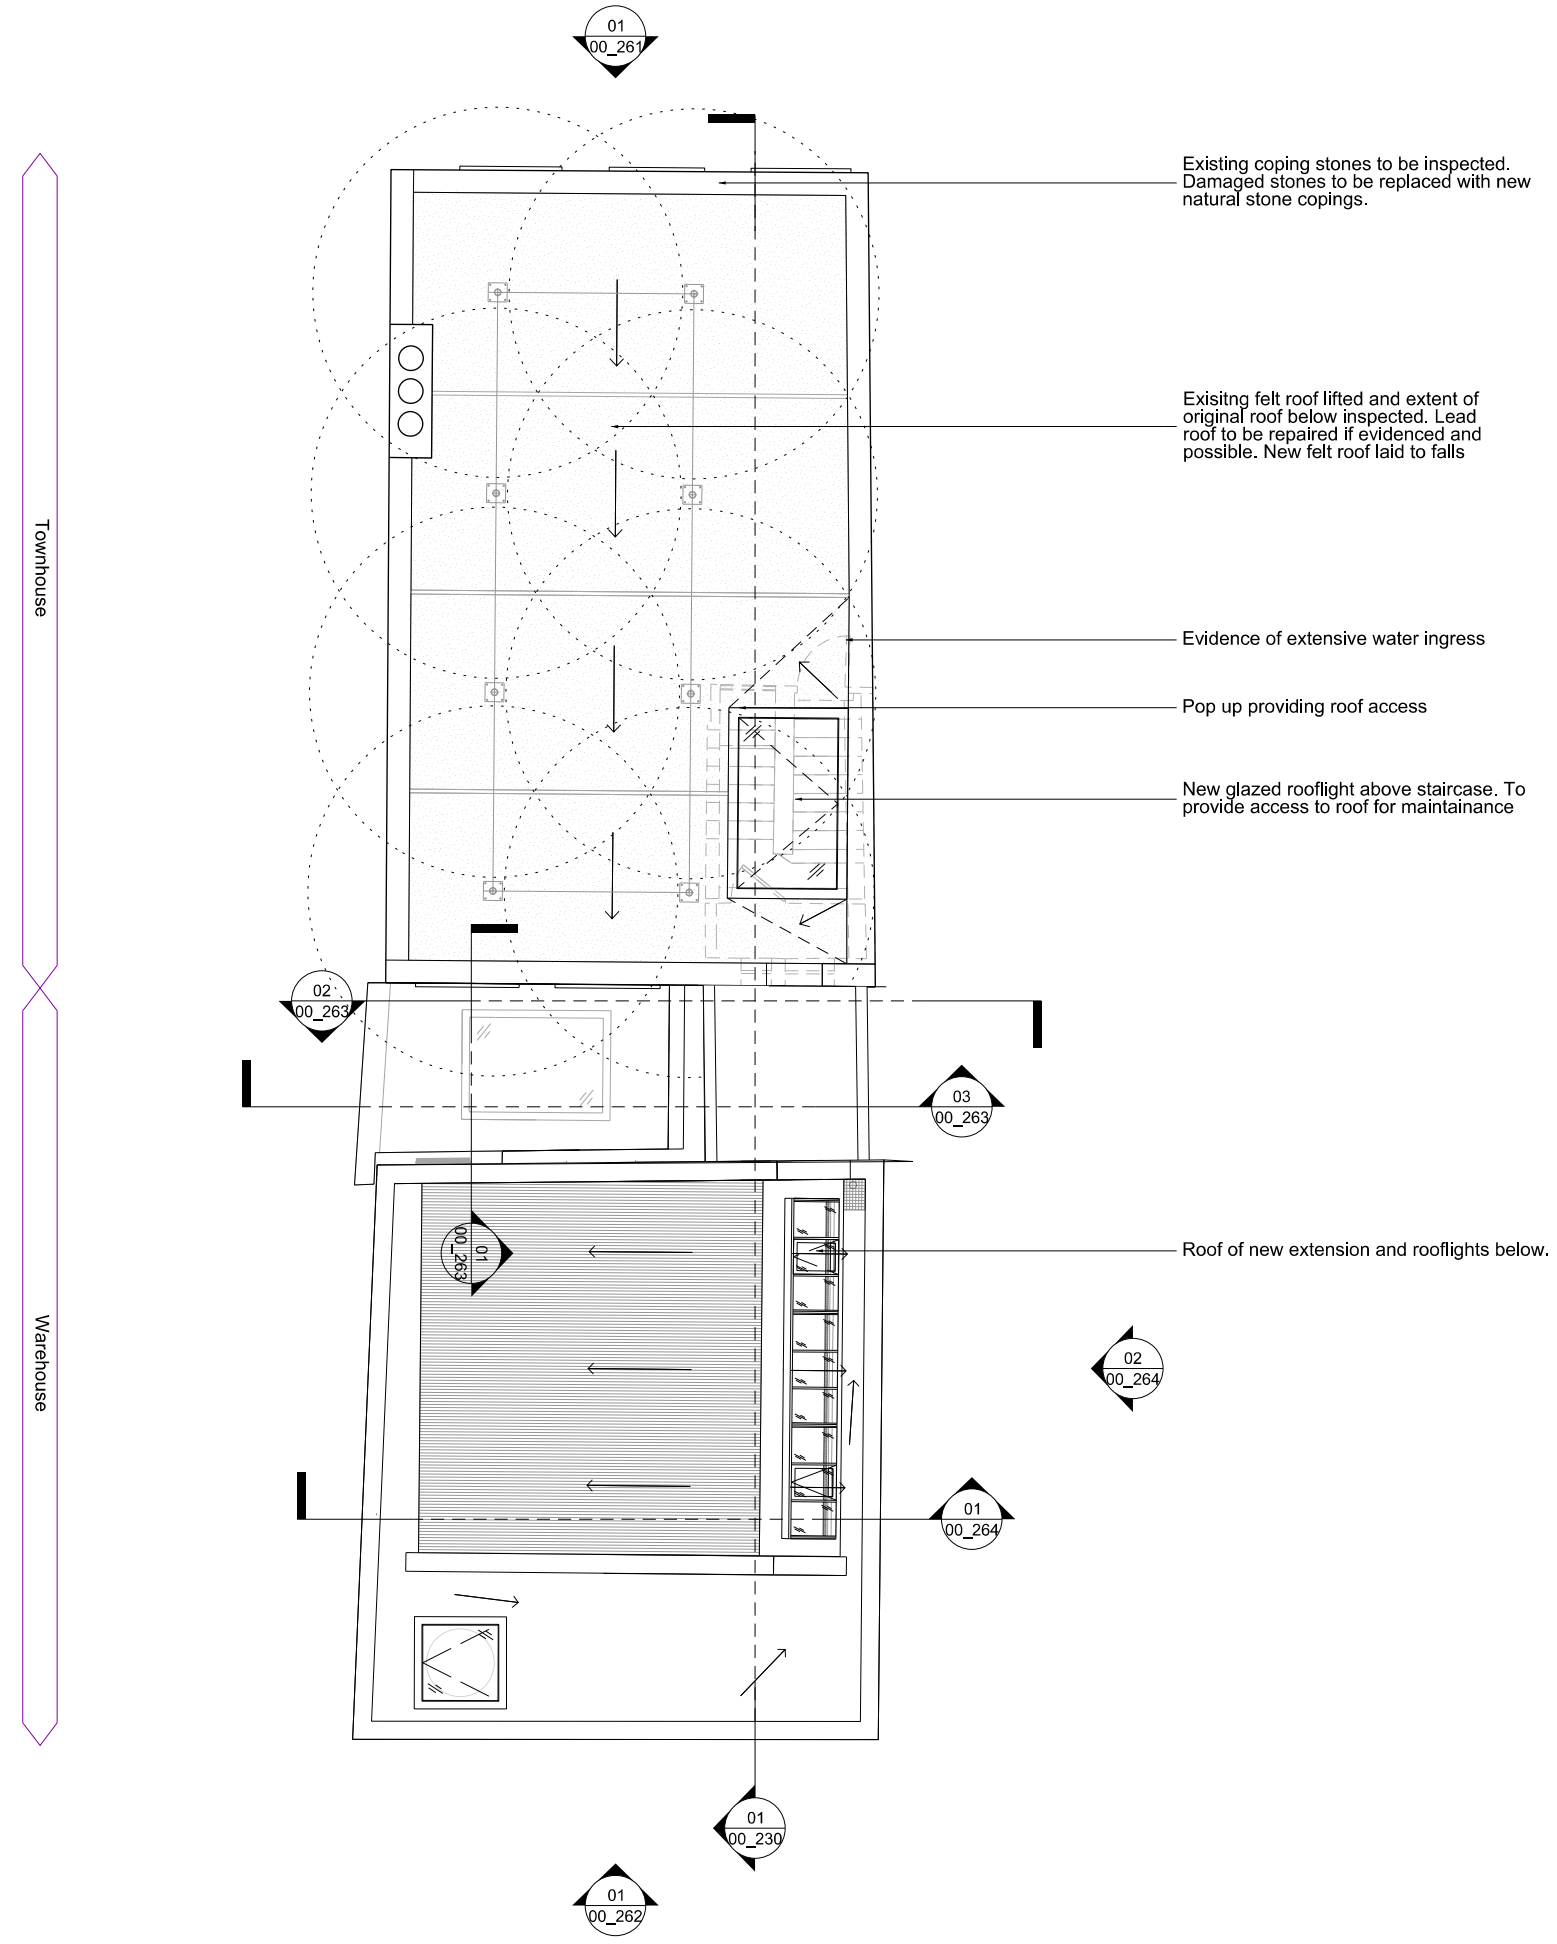 01
00_261
Existing coping stones to be inspected.
Damaged stones to be replaced with new
natural stone copings.
Exisitng felt roof lifted and extent of
original roof below inspected. Lead
roof to be repaired if evidenced and
possible. New felt roof laid to falls
Townhouse
Evidence of extensive water ingress
Pop up providing roof access
New glazed rooflight above staircase. To
provide access to roof for maintainance
02
00_263
03
00_263
01
00_263
Roof of new extension and rooflights below.
Warehouse
02
00_264
01
00_264
01
00_230
01
00_262